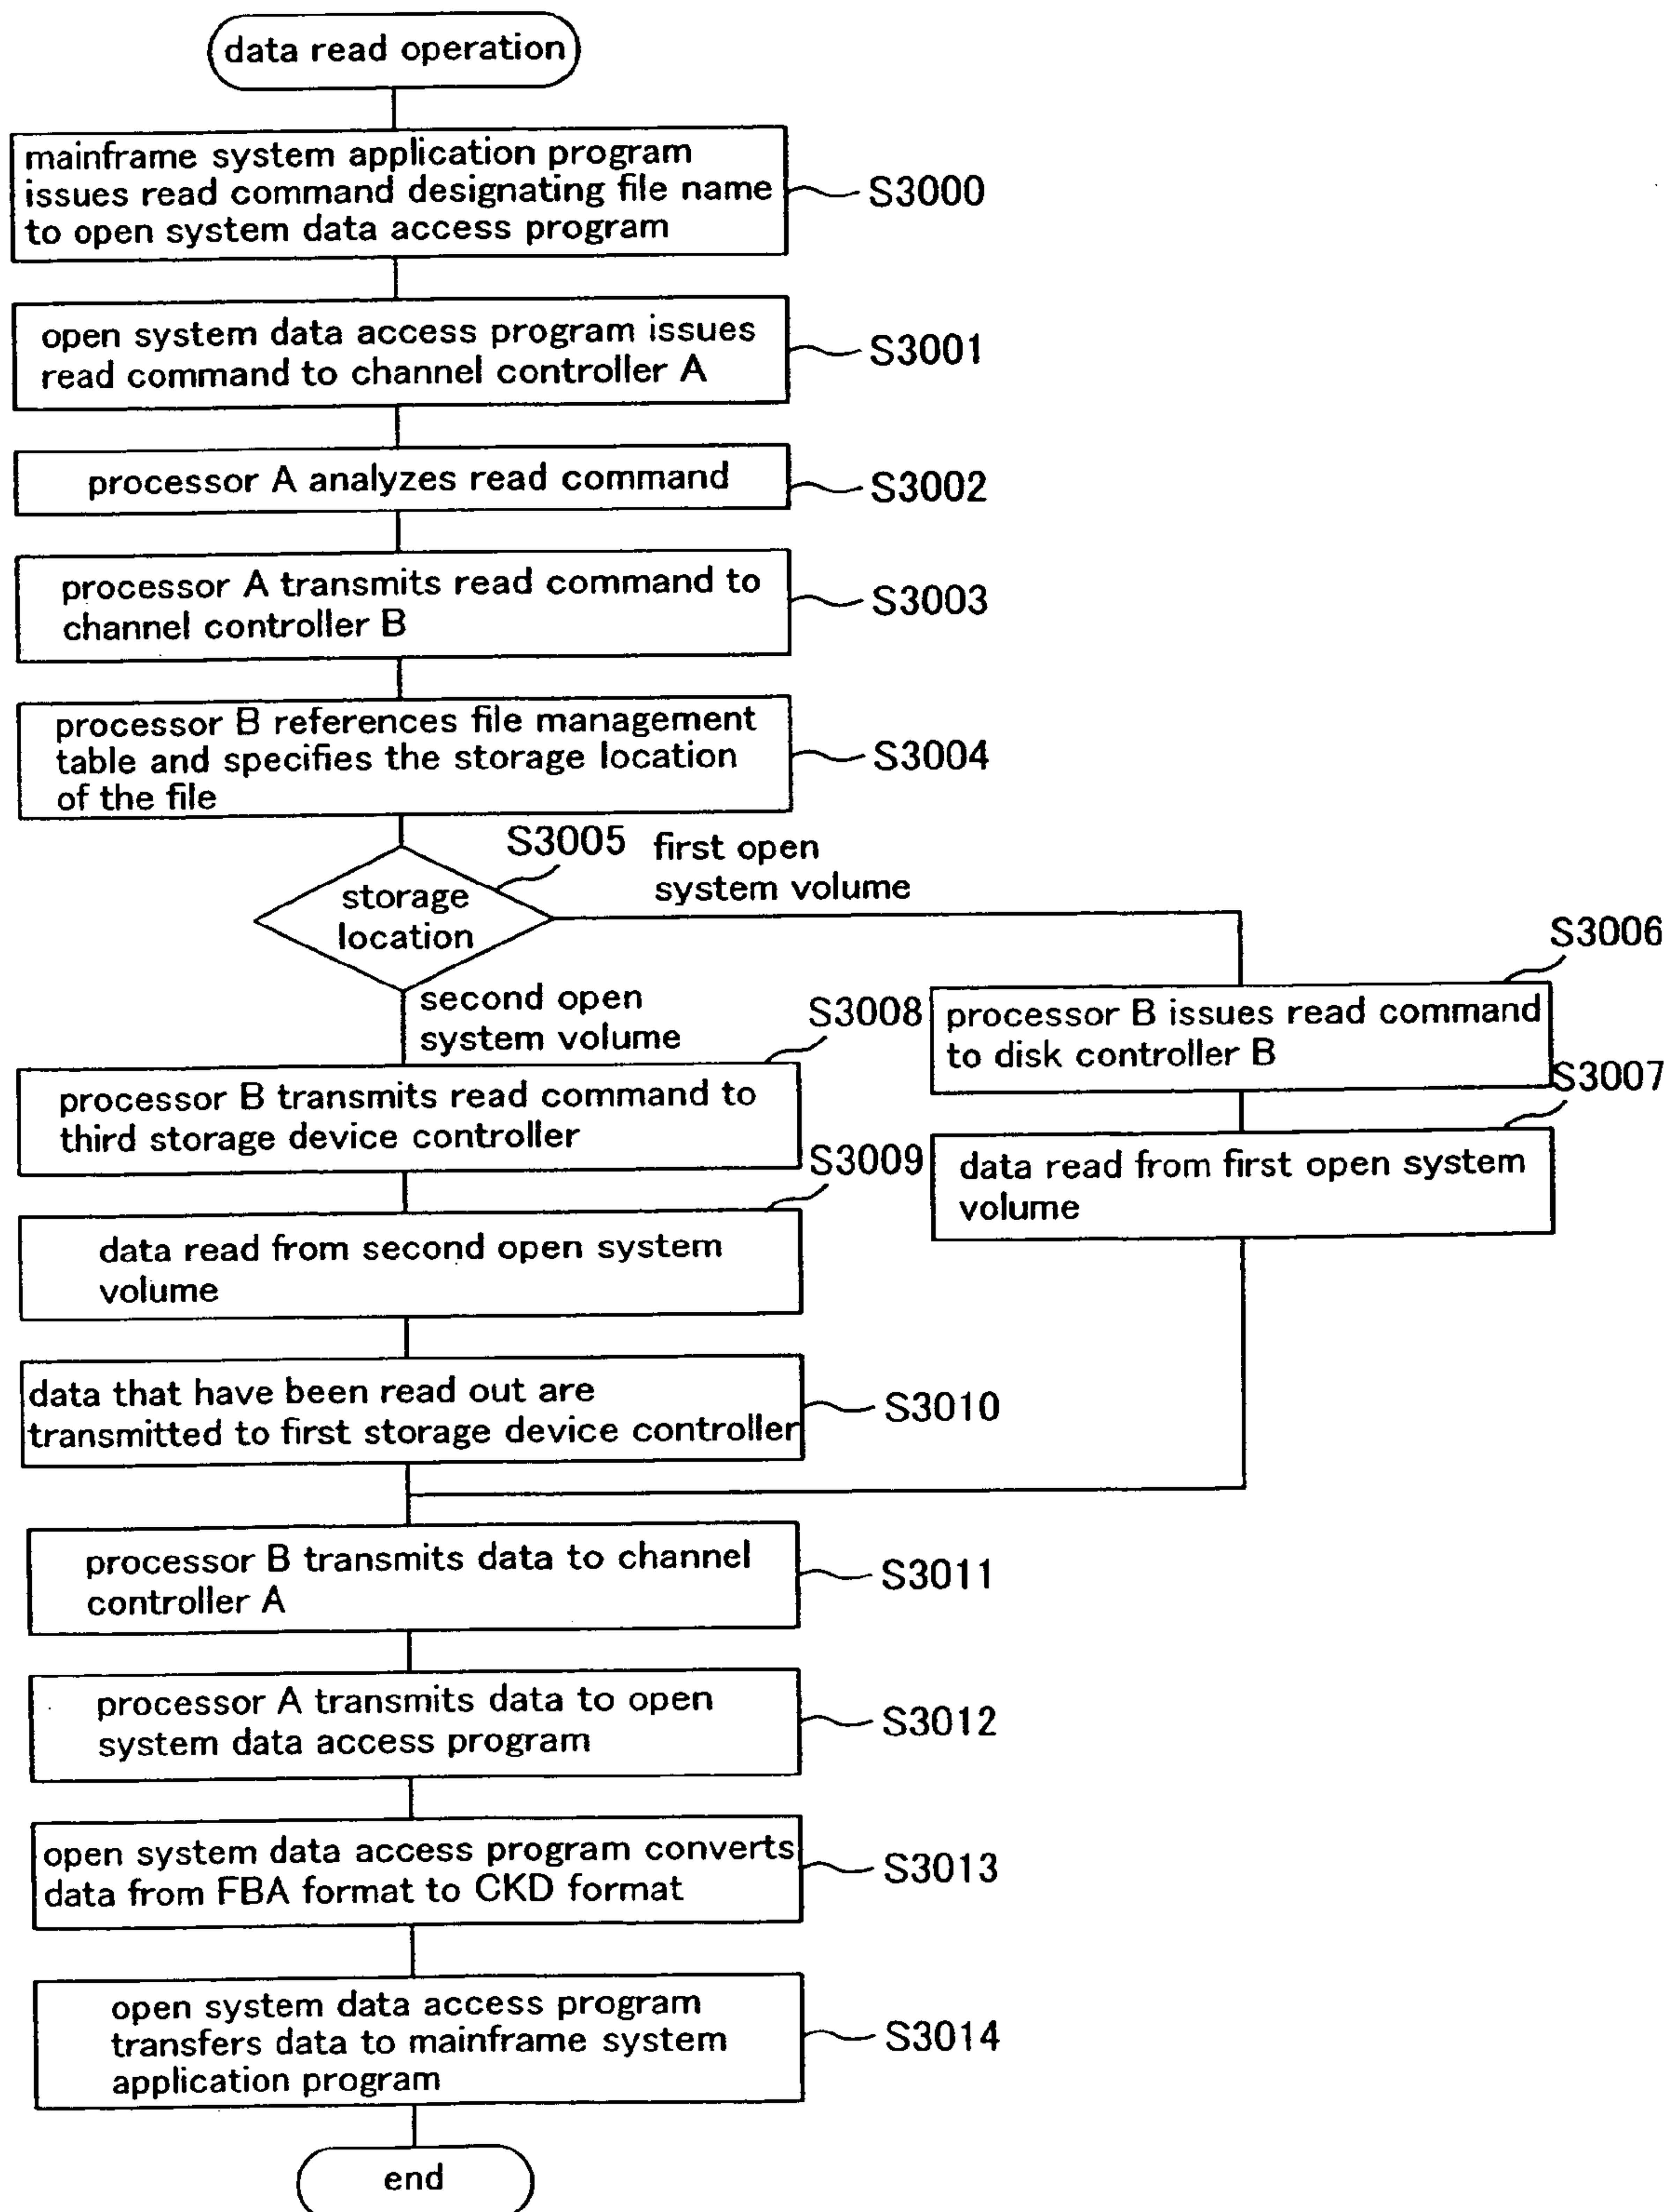 data read operation
mainframe system application program
issues read command designating file name
to open system data access program
S3000
open system data access program issues
read command to channel controller A
S3001
processor A analyzes read command
S3002
processor A transmits read command to
channel controller B
S3003
processor B references file management
table and specifies the storage location
of the file
S3004
S3005
first open
system volume
storage
location
S3006
processor B issues read command
to disk controller B
S3007
data read from first open system
volume
second open
system volume
S3008
processor B transmits read command to
third storage device controller
S3009
data read from second open system
volume
data that have been read out are
transmitted to first storage device controller
S3010
processor B transmits data to channel
controller A
S3011
processor A transmits data to open
system data access program
S3012
open system data access program converts
data from FBA format to CKD format
S3013
open system data access program
transfers data to mainframe system
application program
S3014
end